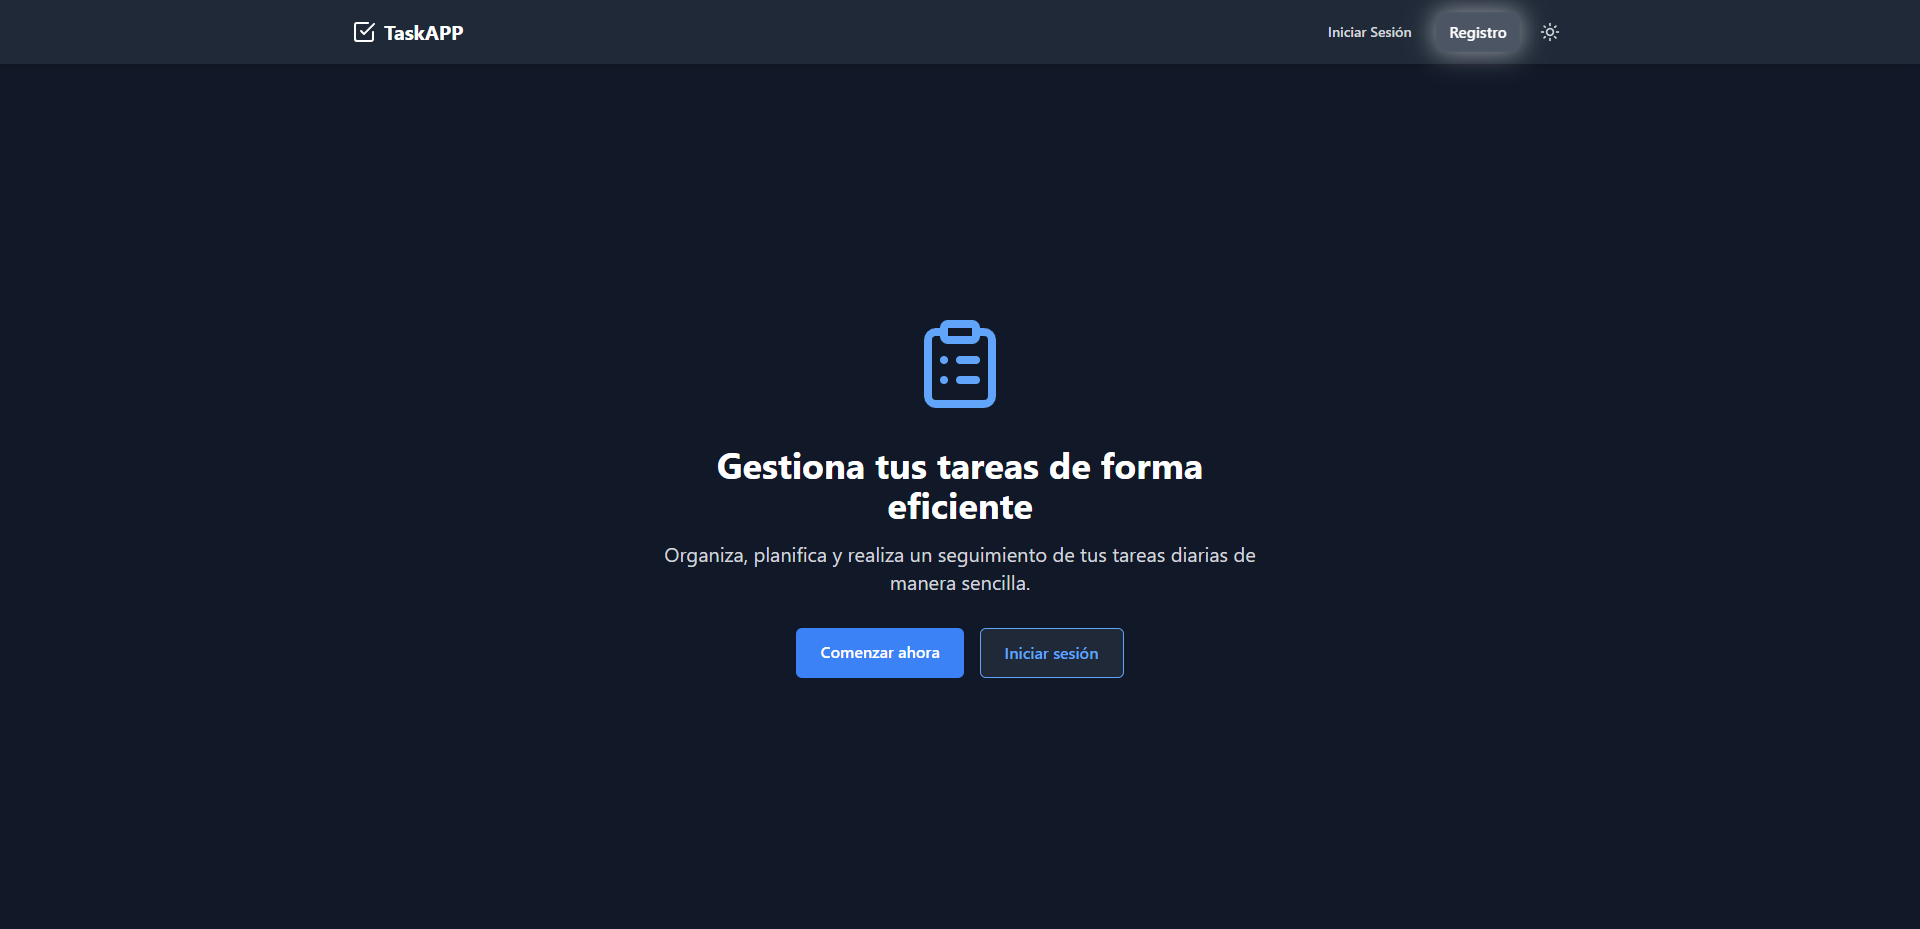 TaskAPP
Iniciar Sesión
Registro
Gestiona tus tareas de forma
eficiente
Organiza, planifica y realiza un seguimiento de tus tareas diarias de
manera sencilla.
Comenzar ahora
Iniciar sesión